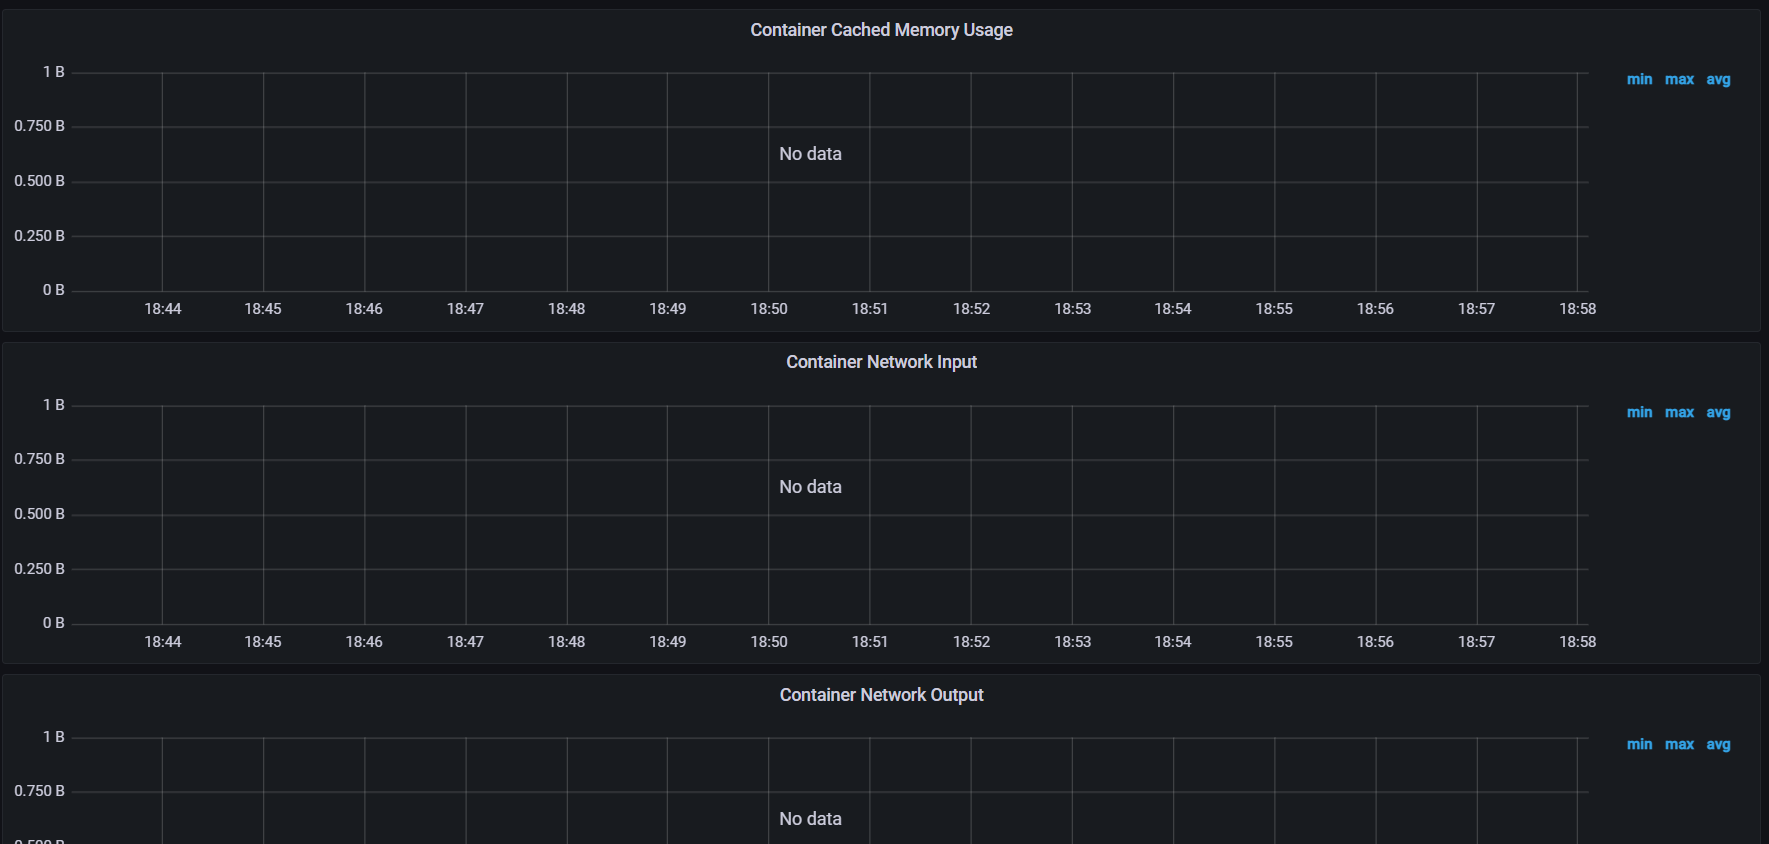 Container Cached Memory Usage
1 B
min max avg
0.750 B
No data
0.500 B
0.250 B
0 B
18:44 18:45 18:46 18:47 18:48 18:49 18:50 18:51 18:52 18:53 18:54 18:55 18:56 18:57 18:58
Container Network Input
1 B
min max avg
0.750 B
No data
0.500 B
0.250 B
0 B
18:44 18:45 18:46 18:47 18:48 18:49 18:50 18:51 18:52 18:53 18:54 18:55 18:56 18:57 18:58
Container Network Output
1 B
min max avg
0.750 B
No data
0.500 B